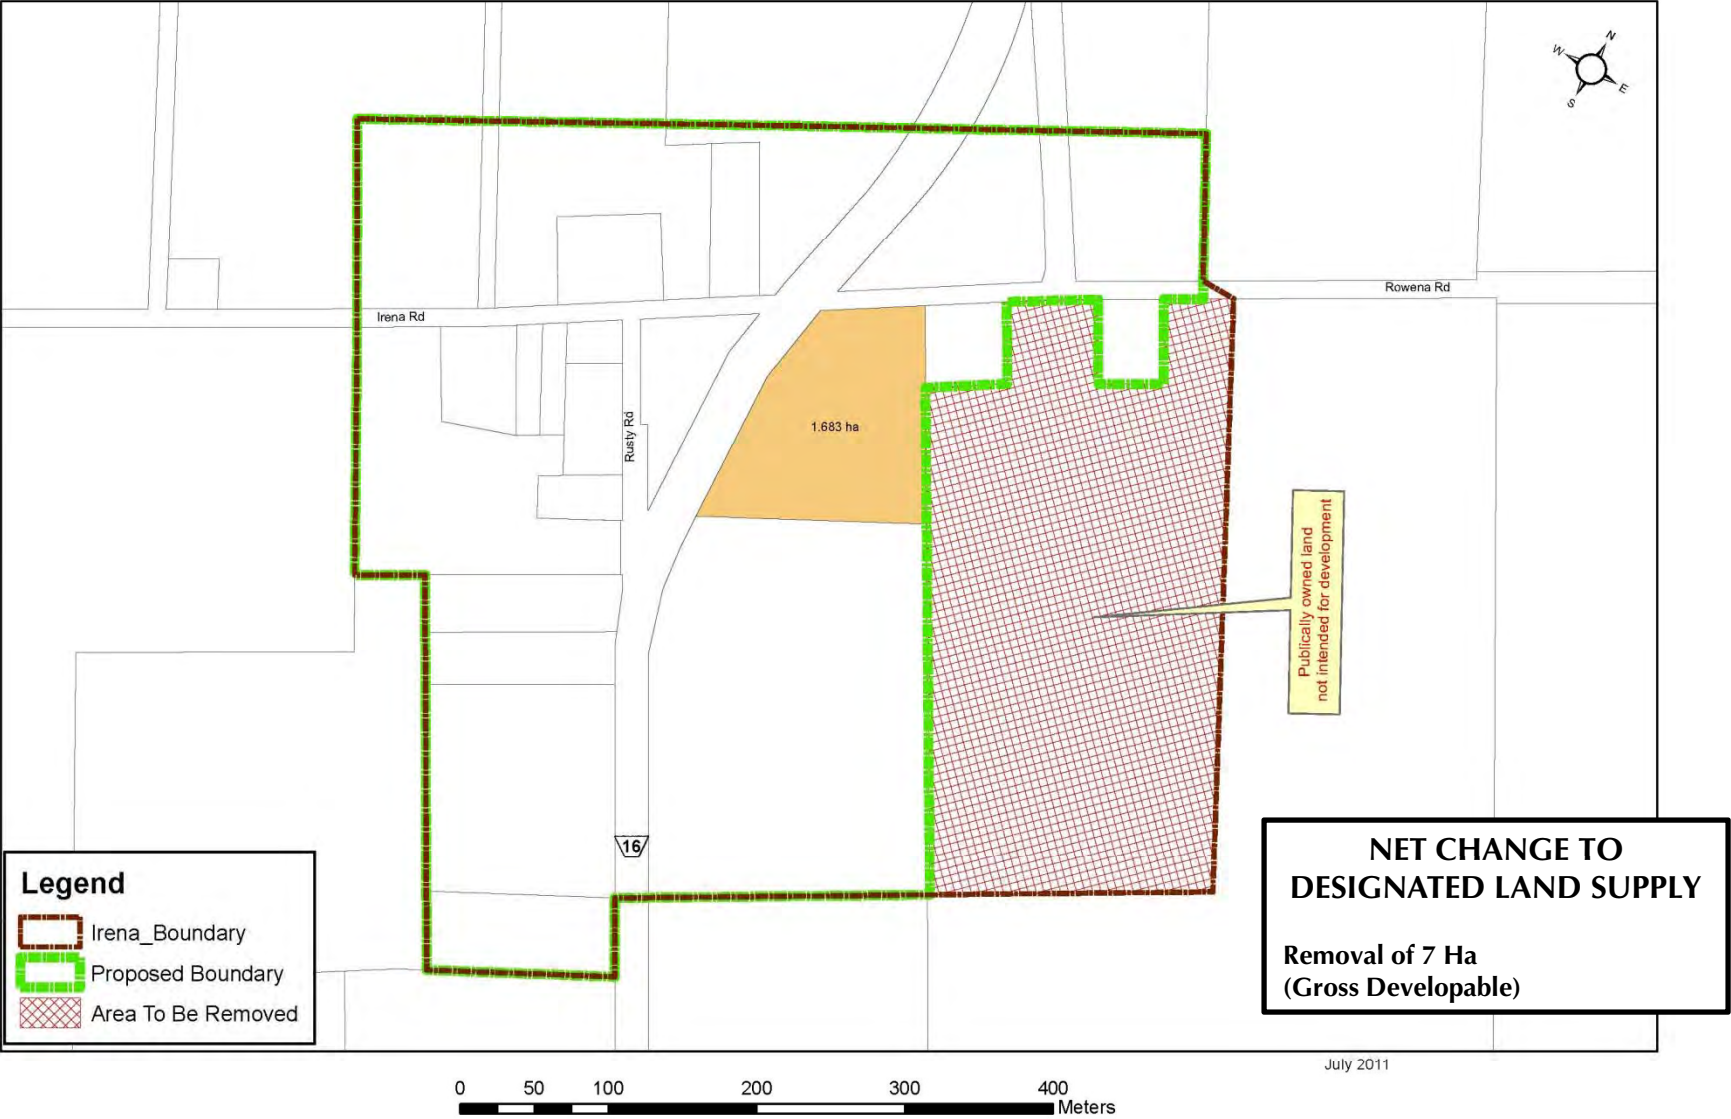 N
W
E
S
Irena Rd
Rowena Rd
Rusty Rd
1.683 ha
Publically owned land
not intended for development
16
Legend
Irena_Boundary
Proposed Boundary
Area To Be Removed
NET CHANGE TO
DESIGNATED LAND SUPPLY
Removal of 7 Ha
(Gross Developable)
July 2011
0 50 100 200 300 400
Meters